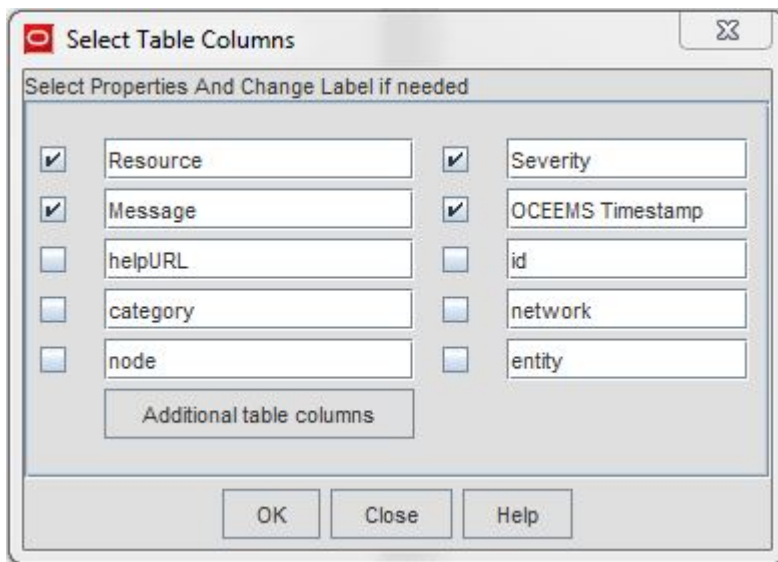 Select Table Columns
Select Properties And Change Label if needed
Resource Severity
Message OCEEMS Timestamp
helpURL id
category network
node entity
Additional table columns
OK Close Help